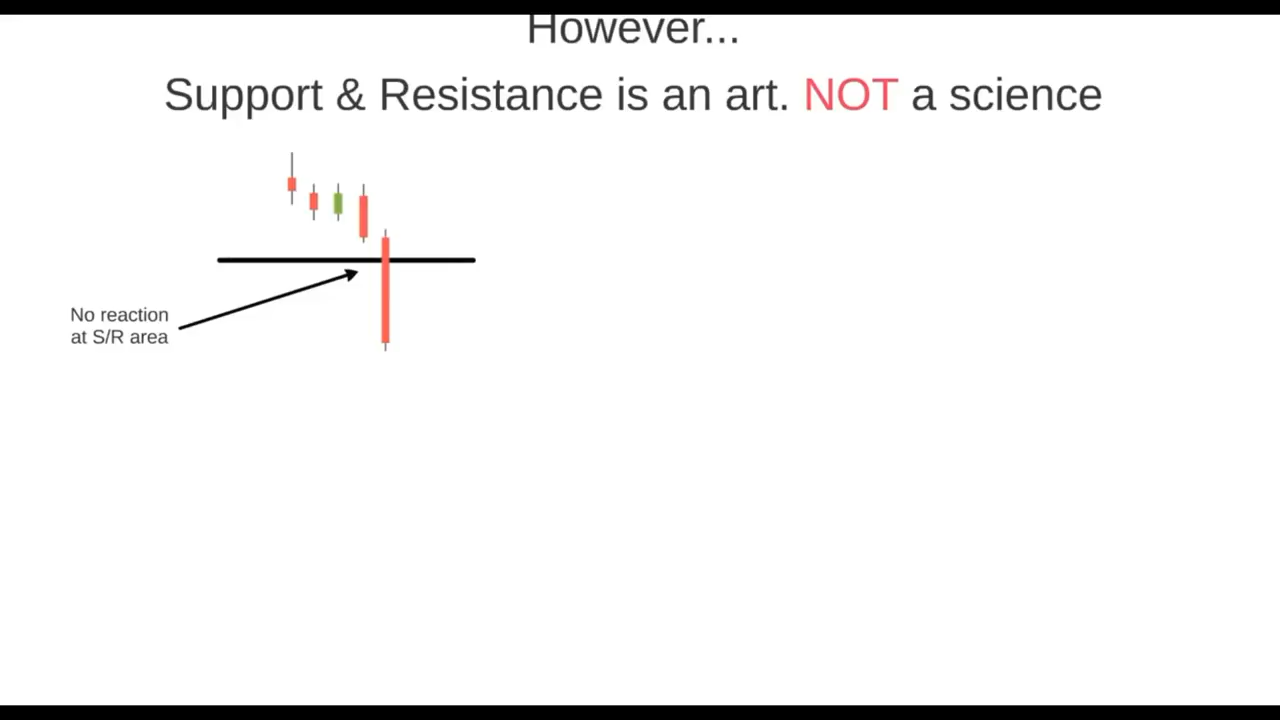 However...
Support & Resistance is an art. NOT a science
No reaction
at S/R area